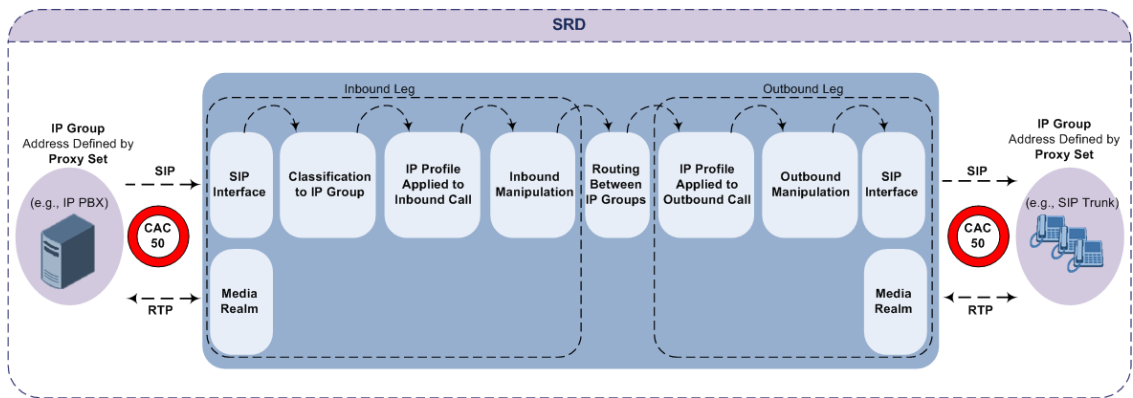 SRD
Inbound Leg
Outbound Leg
IP Group
Address Defined by
Proxy Set
(e.g., IP PBX)
SIP
CAC
50
RTP
SIP
Interface
Classification
to IP Group
IP Profile
Applied to
Inbound Call
Inbound
Manipulation
Routing
Between
IP Groups
IP Profile
Applied to
Outbound Call
Outbound
Manipulation
SIP
Interface
Media
Realm
Media
Realm
SIP
CAC
50
RTP
IP Group
Address Defined by
Proxy Set
(e.g., SIP Trunk)